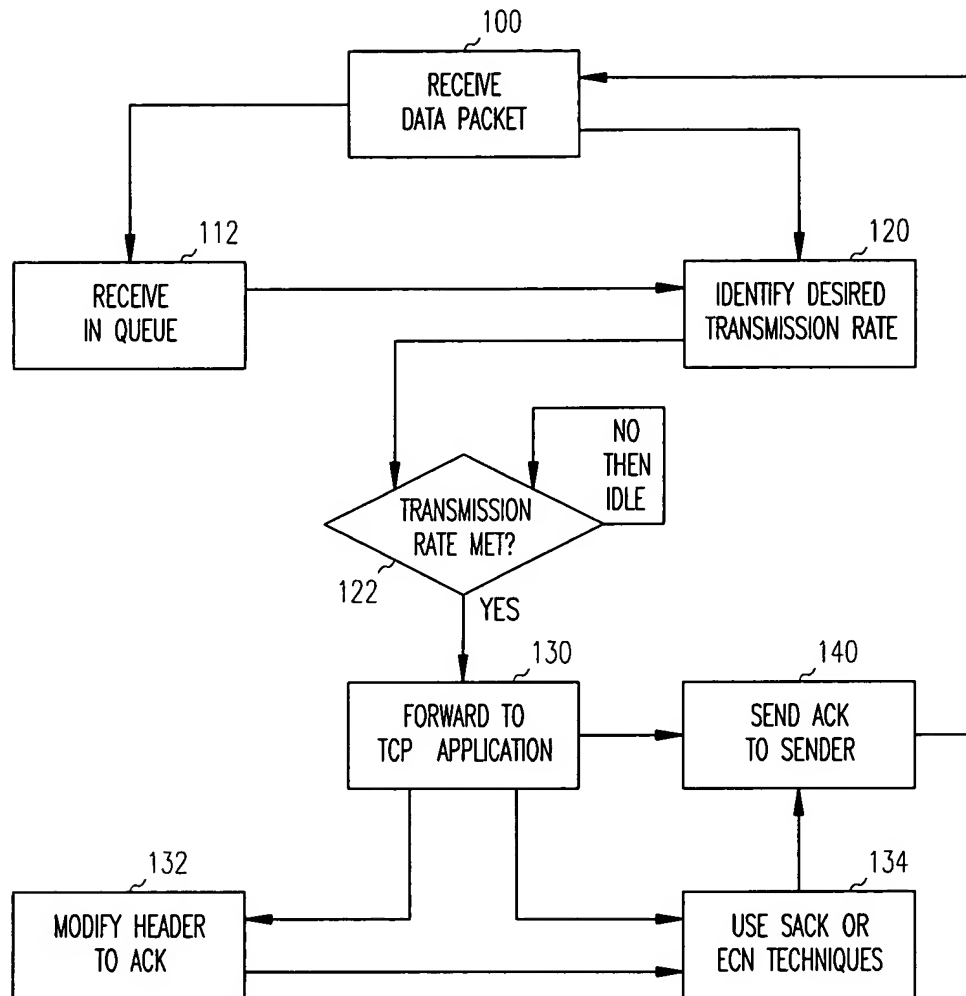 100
RECEIVE
DATA PACKET
112
RECEIVE
IN QUEUE
120
IDENTIFY DESIRED
TRANSMISSION RATE
NO
THEN
IDLE
TRANSMISSION
RATE MET?
122
YES
130
FORWARD TO
TCP APPLICATION
140
SEND ACK
TO SENDER
132
MODIFY HEADER
TO ACK
134
USE SACK OR
ECN TECHNIQUES